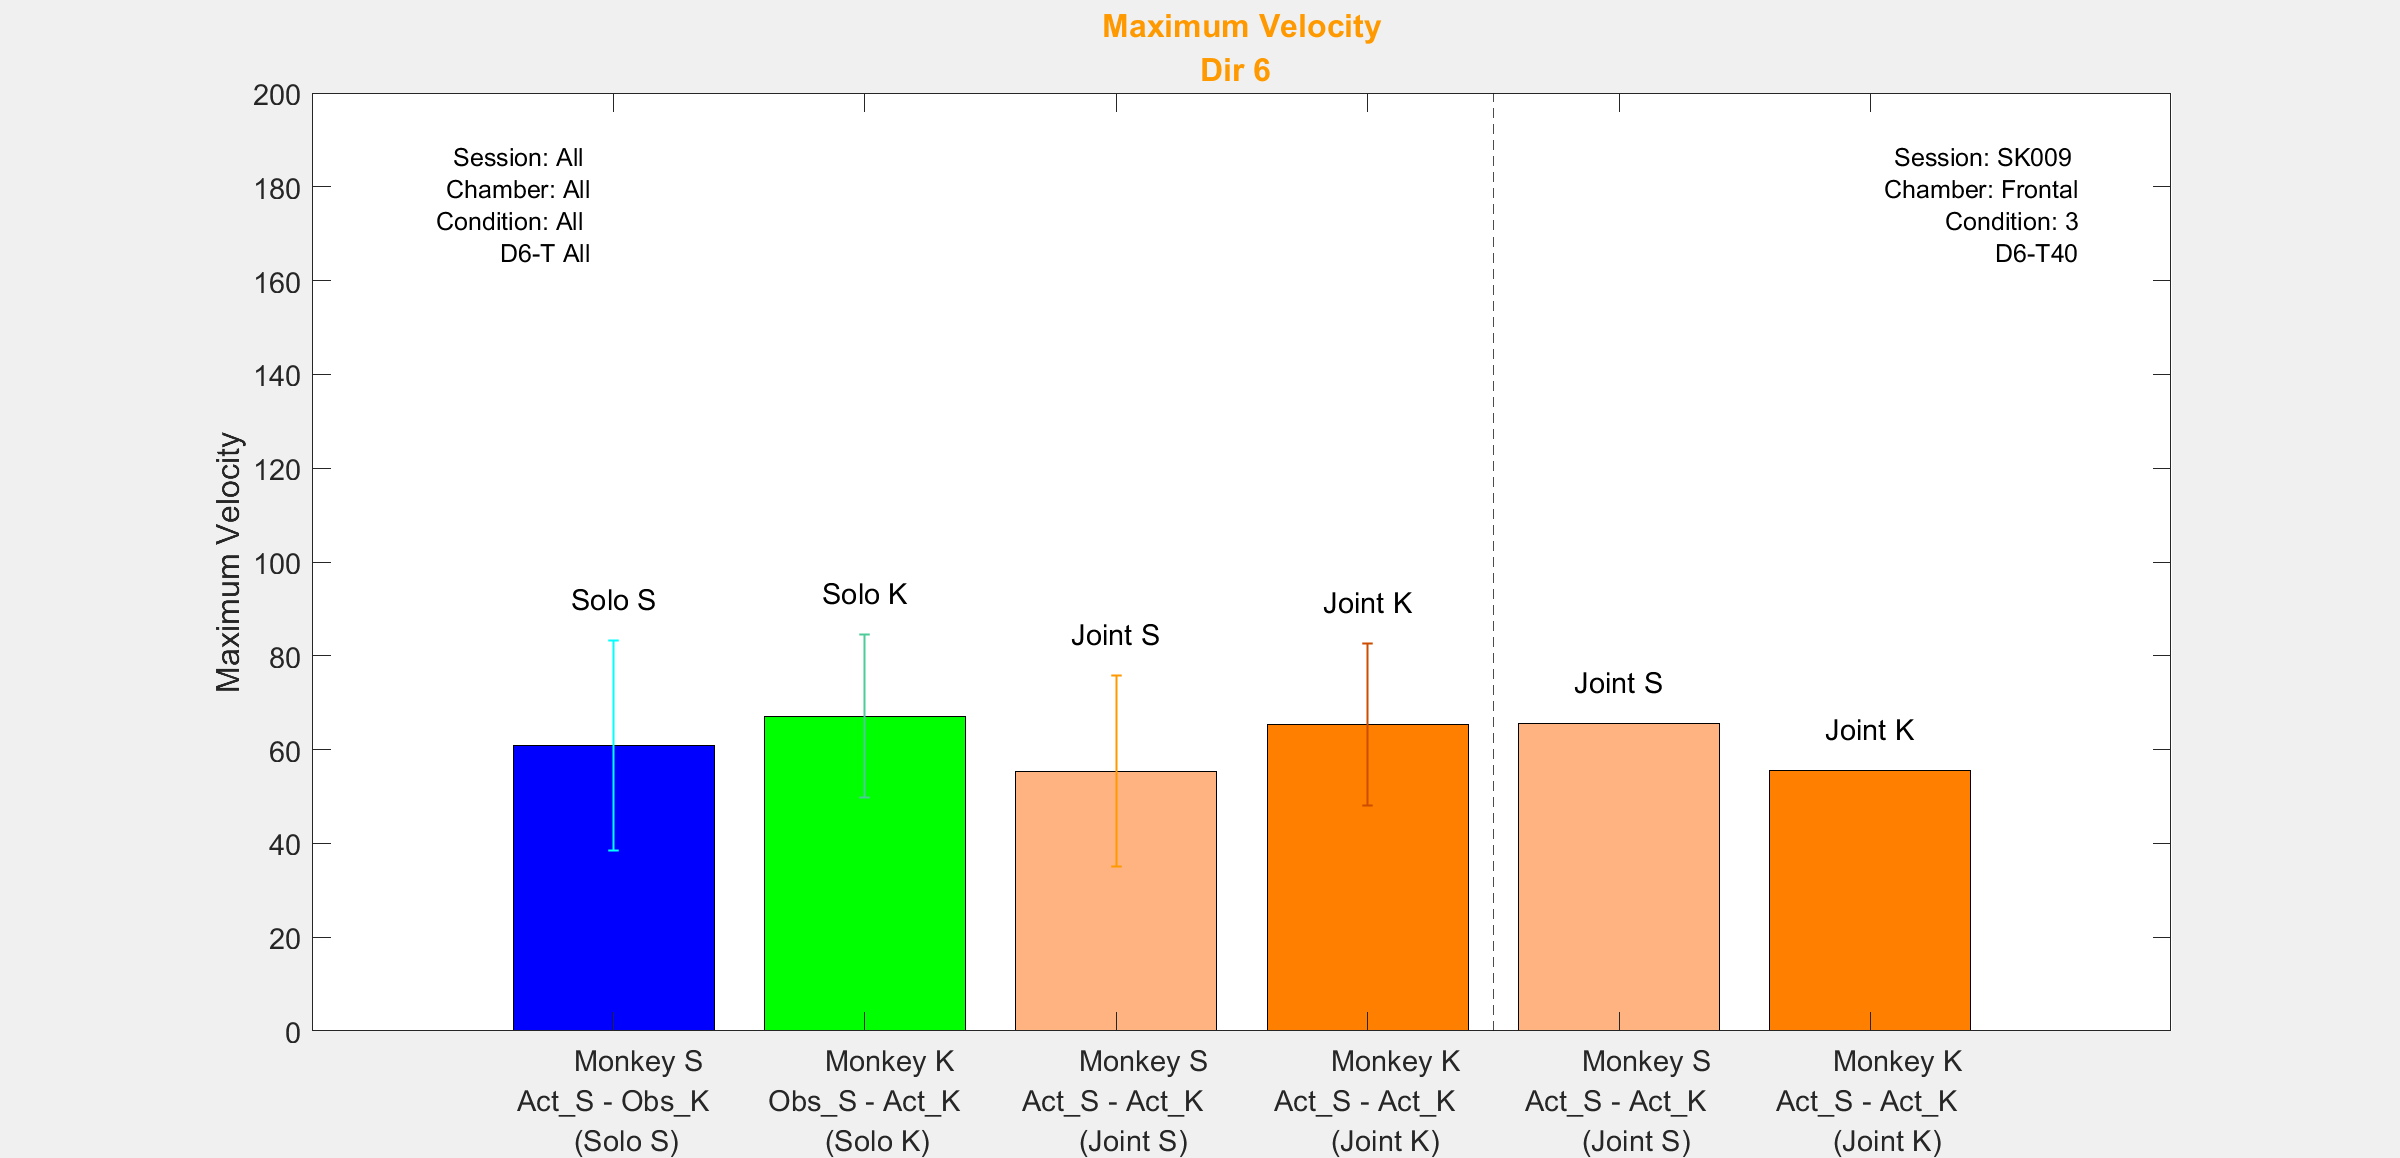 Maximum Velocity
Dir 6
Maximum Velocity
200
180
160
140
120
100
80
60
40
20
0
Session: All
Chamber: All
Condition: All
D6-T All
Session: SK009
Chamber: Frontal
Condition: 3
D6-T40
Solo S
Solo K
Joint S
Joint K
Joint S
Joint K
Monkey S
Act_S - Obs_K
(Solo S)
Monkey K
Obs_S - Act_K
(Solo K)
Monkey S
Act_S - Act_K
(Joint S)
Monkey K
Act_S - Act_K
(Joint K)
Monkey S
Act_S - Act_K
(Joint S)
Monkey K
Act_S - Act_K
(Joint K)